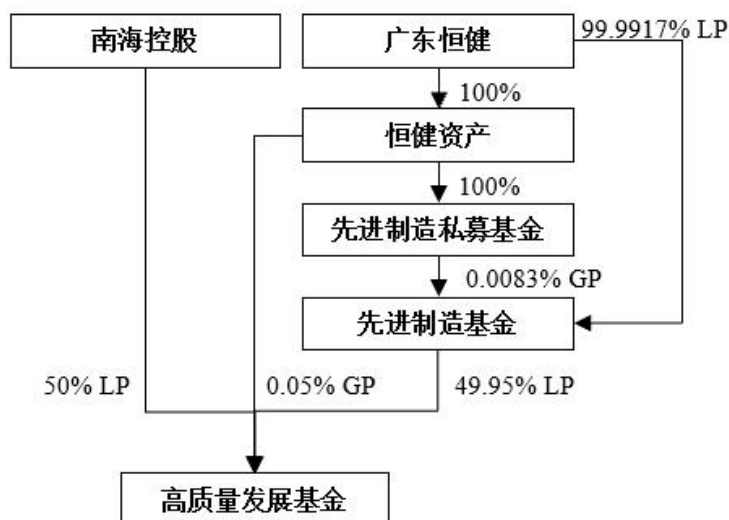 南海控股
广东恒健
99.9917% LP
100%
恒健资产
100%
先进制造私募基金
0.0083% GP
先进制造基金
50% LP
0.05% GP
49.95% LP
高质量发展基金